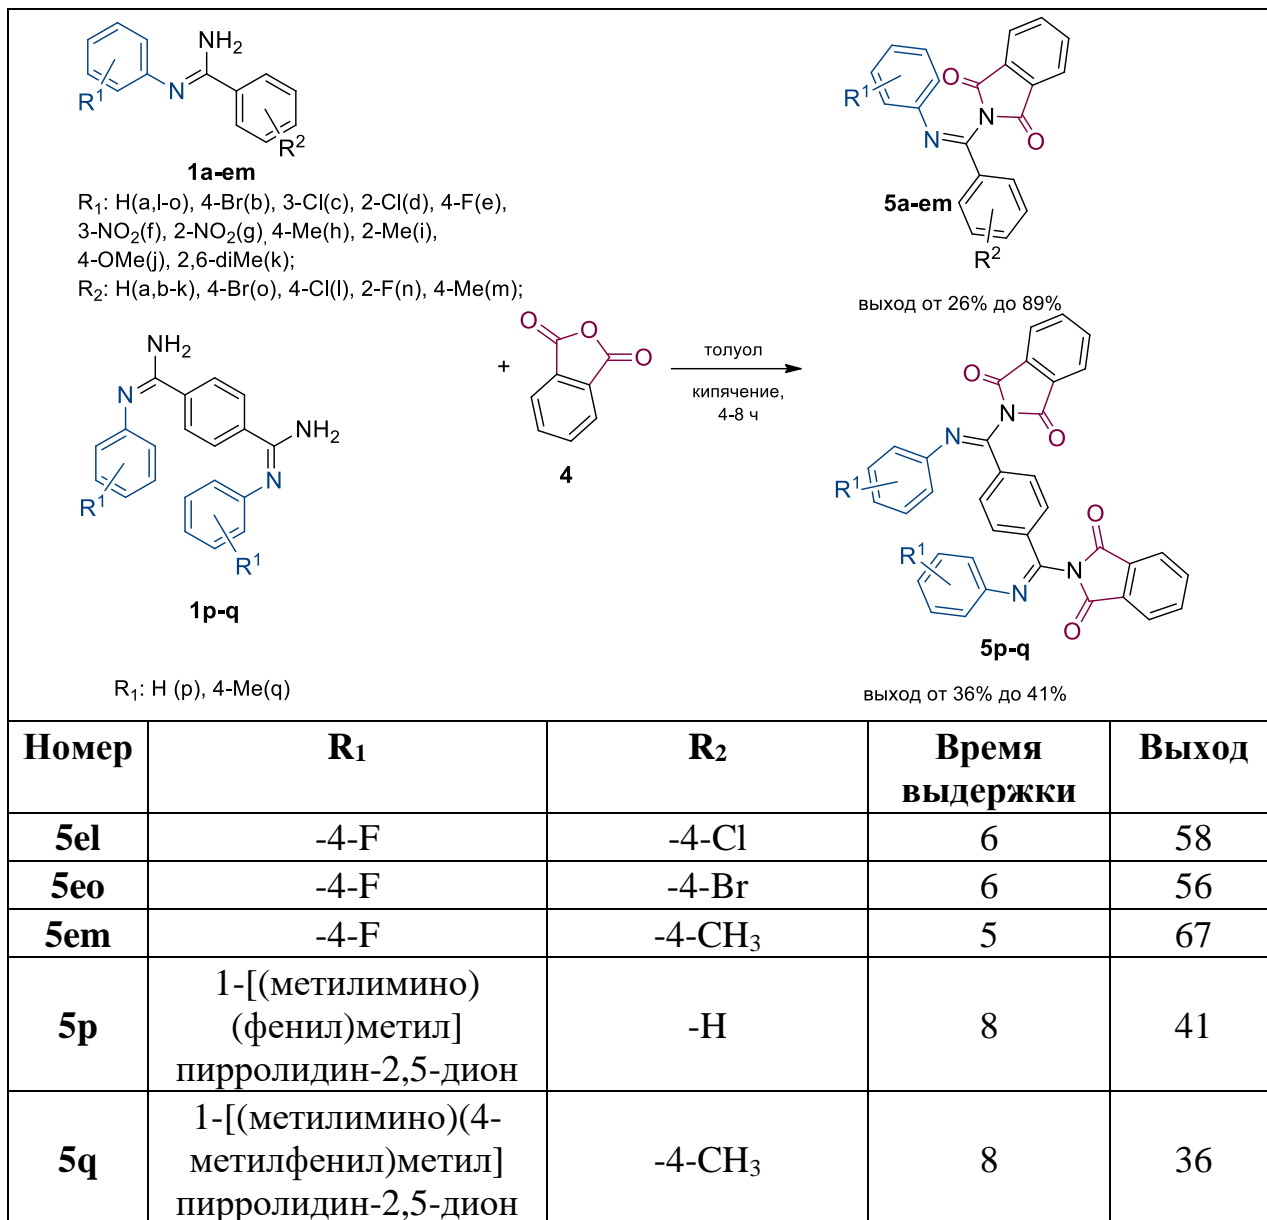 NH2
R1
N
R2
1a-em
R1: H(a,l-o), 4-Br(b), 3-Cl(c), 2-Cl(d), 4-F(e),
3-NO2(f), 2-NO2(g), 4-Me(h), 2-Me(i),
4-OMe(j), 2,6-diMe(k);
R2: H(a,b-k), 4-Br(o), 4-Cl(l), 2-F(n), 4-Me(m);
O
R1
N
N
O
5a-em
R2
выход от 26% до 89%
NH2
N
NH2
R1
N
R1
1p-q
R1: H (p), 4-Me(q)
+
O
O
O
4
толуол
кипячение,
4-8 ч
O
N
N
O
R1
O
R1
N
N
O
5p-q
выход от 36% до 41%
Номер R1 R2 Время выдержки Выход
5el -4-F -4-Cl 6 58
5eo -4-F -4-Br 6 56
5em -4-F -4-CH3 5 67
1-[(метилимино)
(фенил)метил]
пирролидин-2,5-дион
5p -H 8 41
1-[(метилимино)(4-
метилфенил)метил]
пирролидин-2,5-дион
5q -4-CH3 8 36